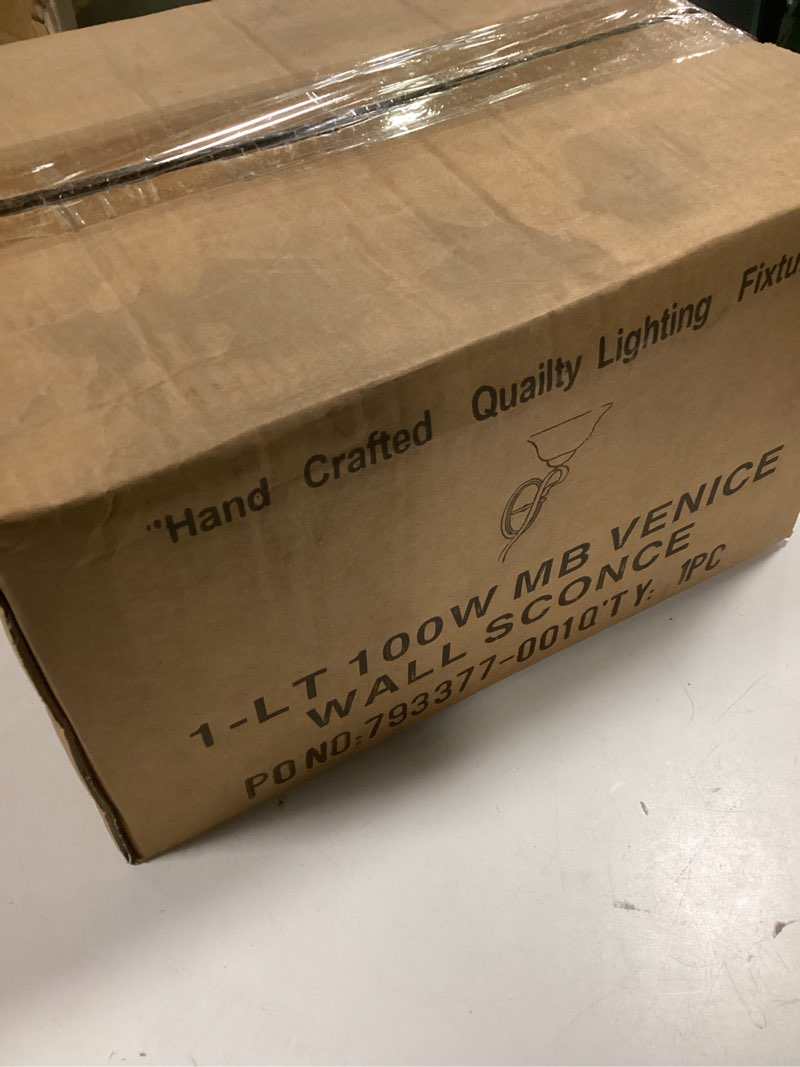 "Hand Crafted Quailty Lighting Fixtu
1-LT 100W MB VENICE
WALL SCONCE
PO NO:793377-001Q'TY: 1PC